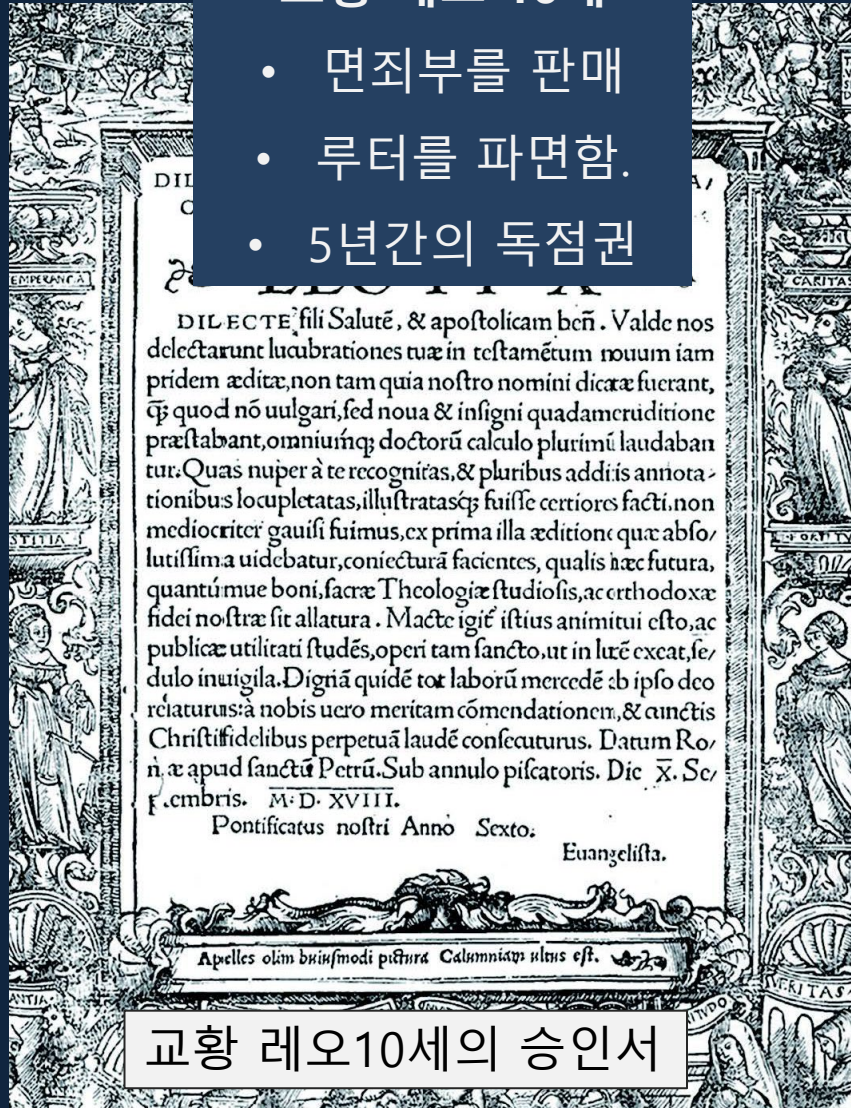 • 면죄부를 판매
• 루터를 파면함.
• 5년간의 독점권
DIL
EMPERANCA
CARITAS
DILECTE fili Salutē, & apoſtolicam beñ. Valde nos
delectarunt lucubrationes tuæ in teſtamētum nouum iam
pridem æditæ, non tam quia noſtro nomini dicatæ fuerant,
ꝙ quod nō uulgari, ſed noua & inſigni quadam eruditione
præſtabant, omniumꝗ; doctorū calculo plurimū laudaban
tur. Quas nuper à te recognitas, & pluribus additis annota-
tionibus locupletatas, illuſtrataſꝗ; fuiſſe certiores facti, non
mediocriter gauiſi fuimus, ex prima illa æditione quæ abſo/
lutiſſima uidebatur, coniecturā facientes, qualis hæc futura,
quantúmue boni, ſacræ Theologiæ ſtudioſis, ac orthodoxæ
fidei noſtræ ſit allatura. Macte igit iſtius animi tui eſto, ac
publicæ utilitati ſtudēs, operi tam ſancto, ut in lucē exeat, ſe/
dulo inuigila. Dignā quidē tot laborū mercedē ab ipſo deo
relaturus: à nobis uero meritam cōmendationem, & cunctis
Chriſtifidelibus perpetuā laudē conſecuturus. Datum Ro/
næ apud ſanctū Petrū. Sub annulo piſcatoris. Die X. Se/
ptembris. M. D. XVIII.
Pontificatus noſtri Anno Sexto.
Euangeliſta.
Apelles olim huiuſmodi pictura Calumniam ultus eſt.
VERITAS
교황 레오10세의 승인서